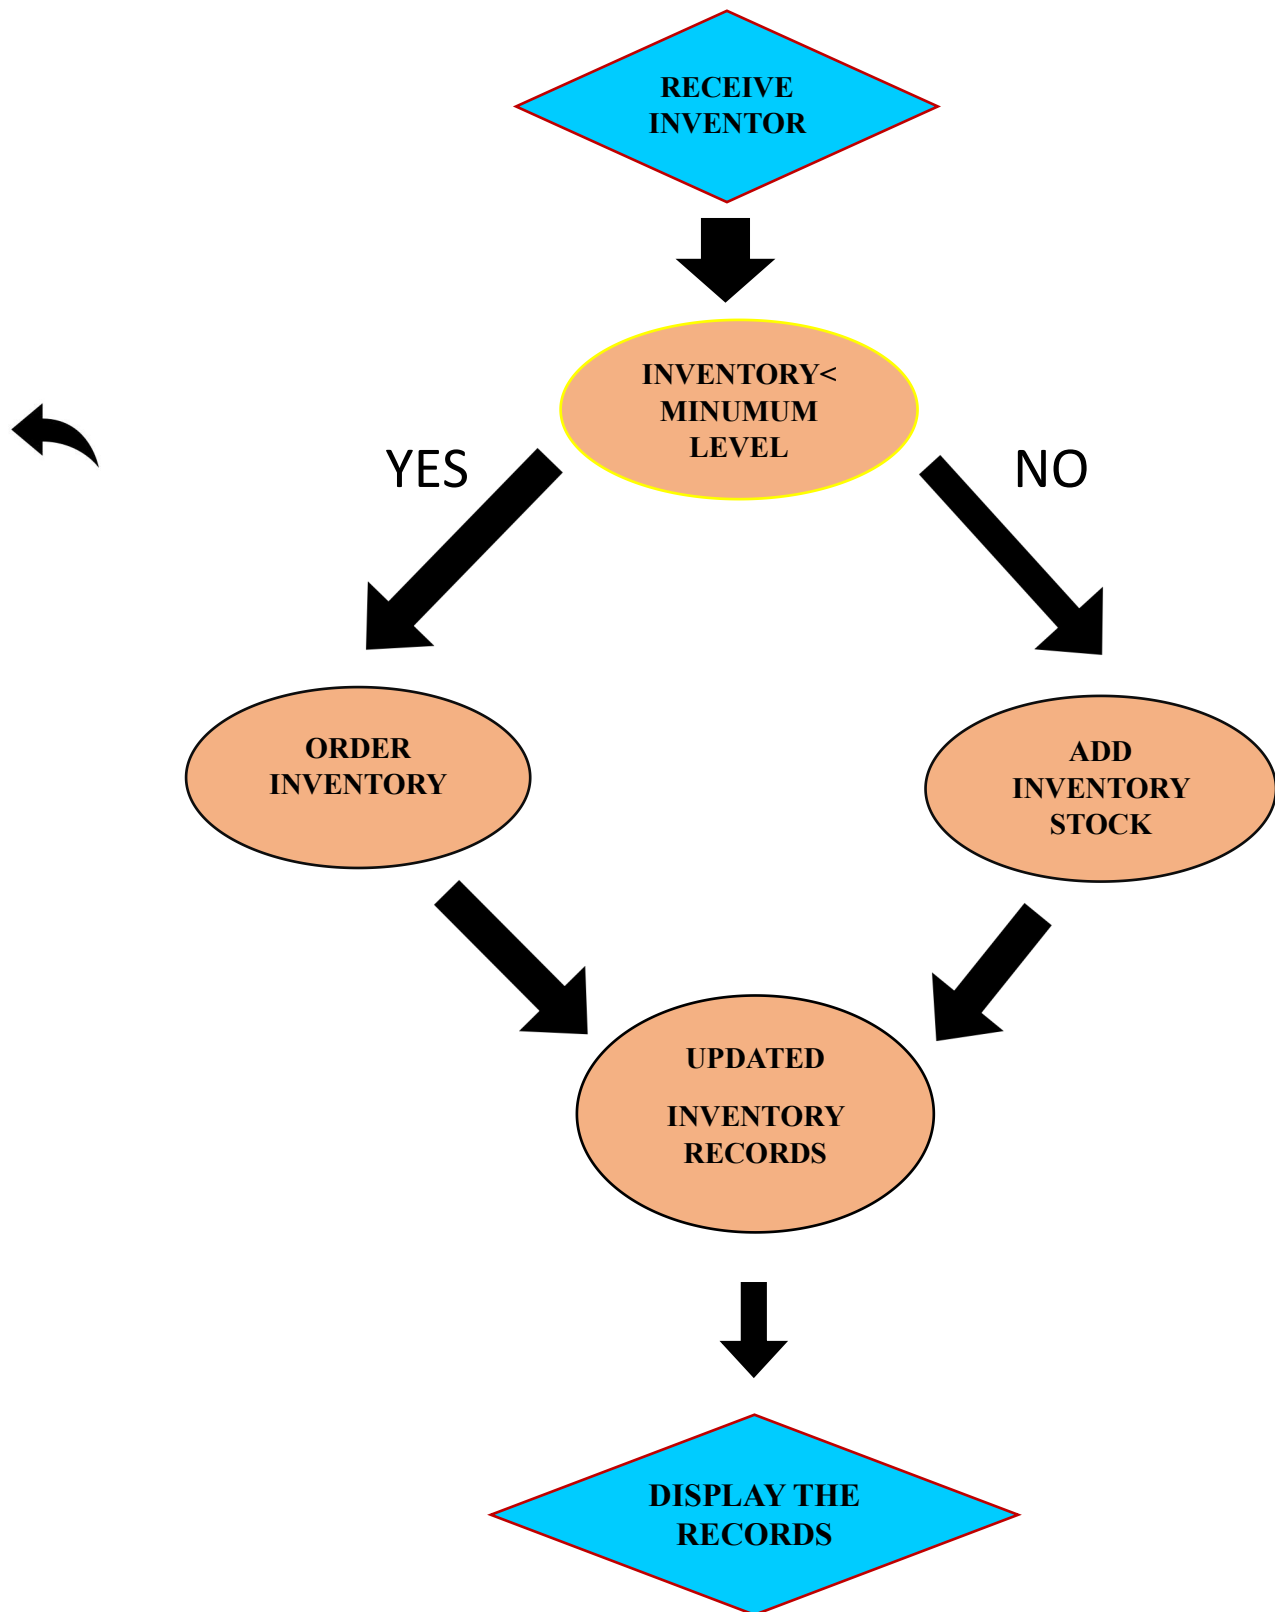 RECEIVE
INVENTOR
INVENTORY<
MINUMUM
LEVEL
YES
NO
ORDER
INVENTORY
ADD
INVENTORY
STOCK
UPDATED
INVENTORY
RECORDS
DISPLAY THE
RECORDS